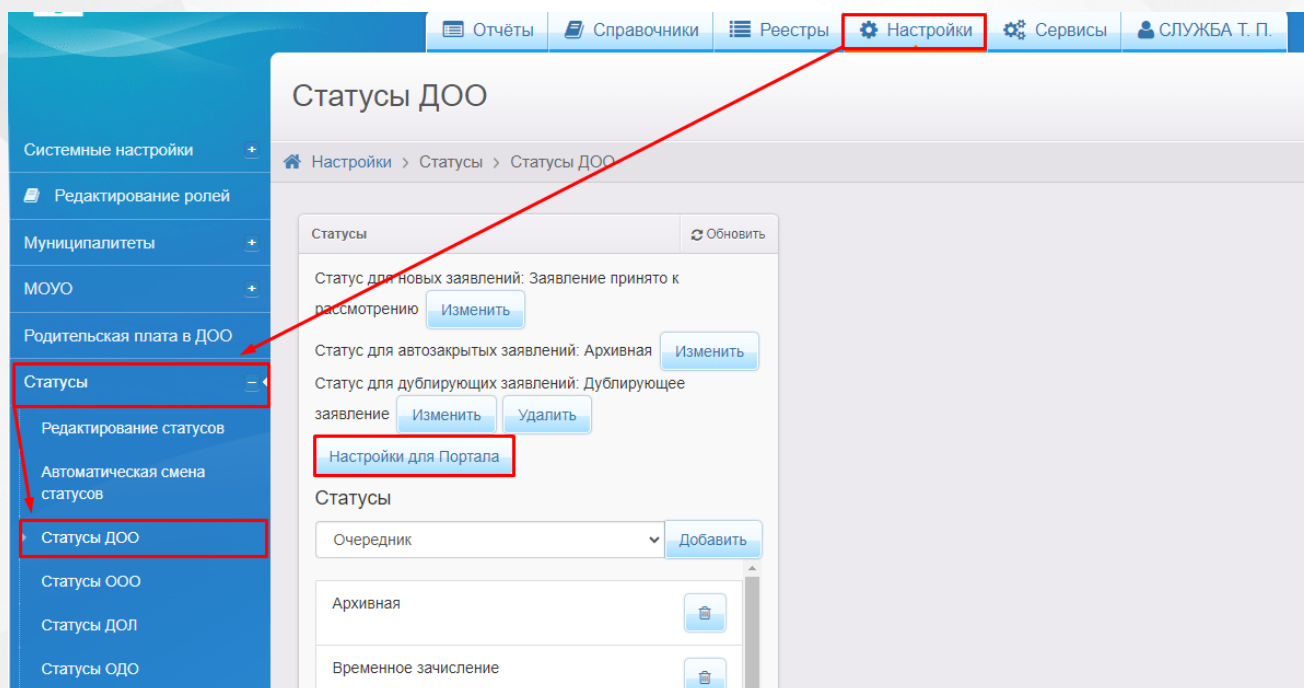 Отчёты
Справочники
Реестры
Настройки
Сервисы
СЛУЖБА Т. П.
Статусы ДОО
Настройки > Статусы > Статусы ДОО
Системные настройки
Редактирование ролей
Муниципалитеты
МОУО
Родительская плата в ДОО
Статусы
Редактирование статусов
Автоматическая смена
статусов
Статусы ДОО
Статусы ООО
Статусы ДОЛ
Статусы ОДО
Статусы
Обновить
Статус для новых заявлений: Заявление принято к
рассмотрению Изменить
Статус для автозакрытых заявлений: Архивная Изменить
Статус для дублирующих заявлений: Дублирующее
заявление Изменить Удалить
Настройки для Портала
Статусы
Очередник
Добавить
Архивная
Временное зачисление